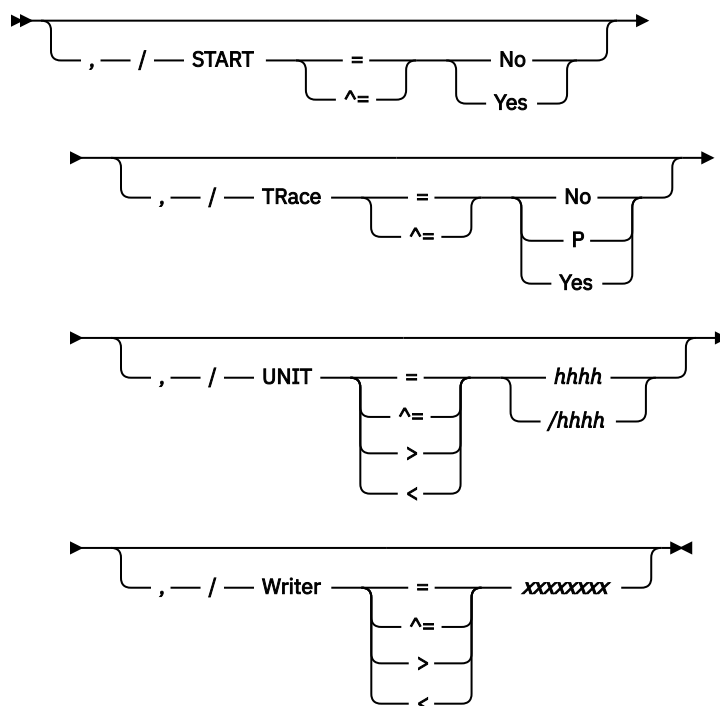 , / START = No
^= Yes
, / TRace = No
^= P
Yes
, / UNIT = hhhh
^= /hhhh
>
<
, / Writer = xxxxxxxx
^=
>
<